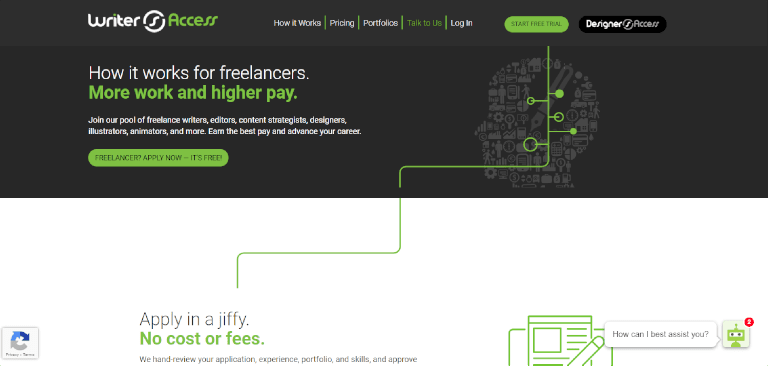 Writer Access
How it Works
Pricing
Portfolios
Talk to Us
Log In
START FREE TRIAL
Designer Access
How it works for freelancers.
More work and higher pay.
Join our pool of freelance writers, editors, content strategists, designers,
illustrators, animators, and more. Earn the best pay and advance your career.
FREELANCER? APPLY NOW — IT'S FREE!
Apply in a jiffy.
No cost or fees.
We hand-review your application, experience, portfolio, and skills, and approve
How can I best assist you?
2
Privacy - Terms